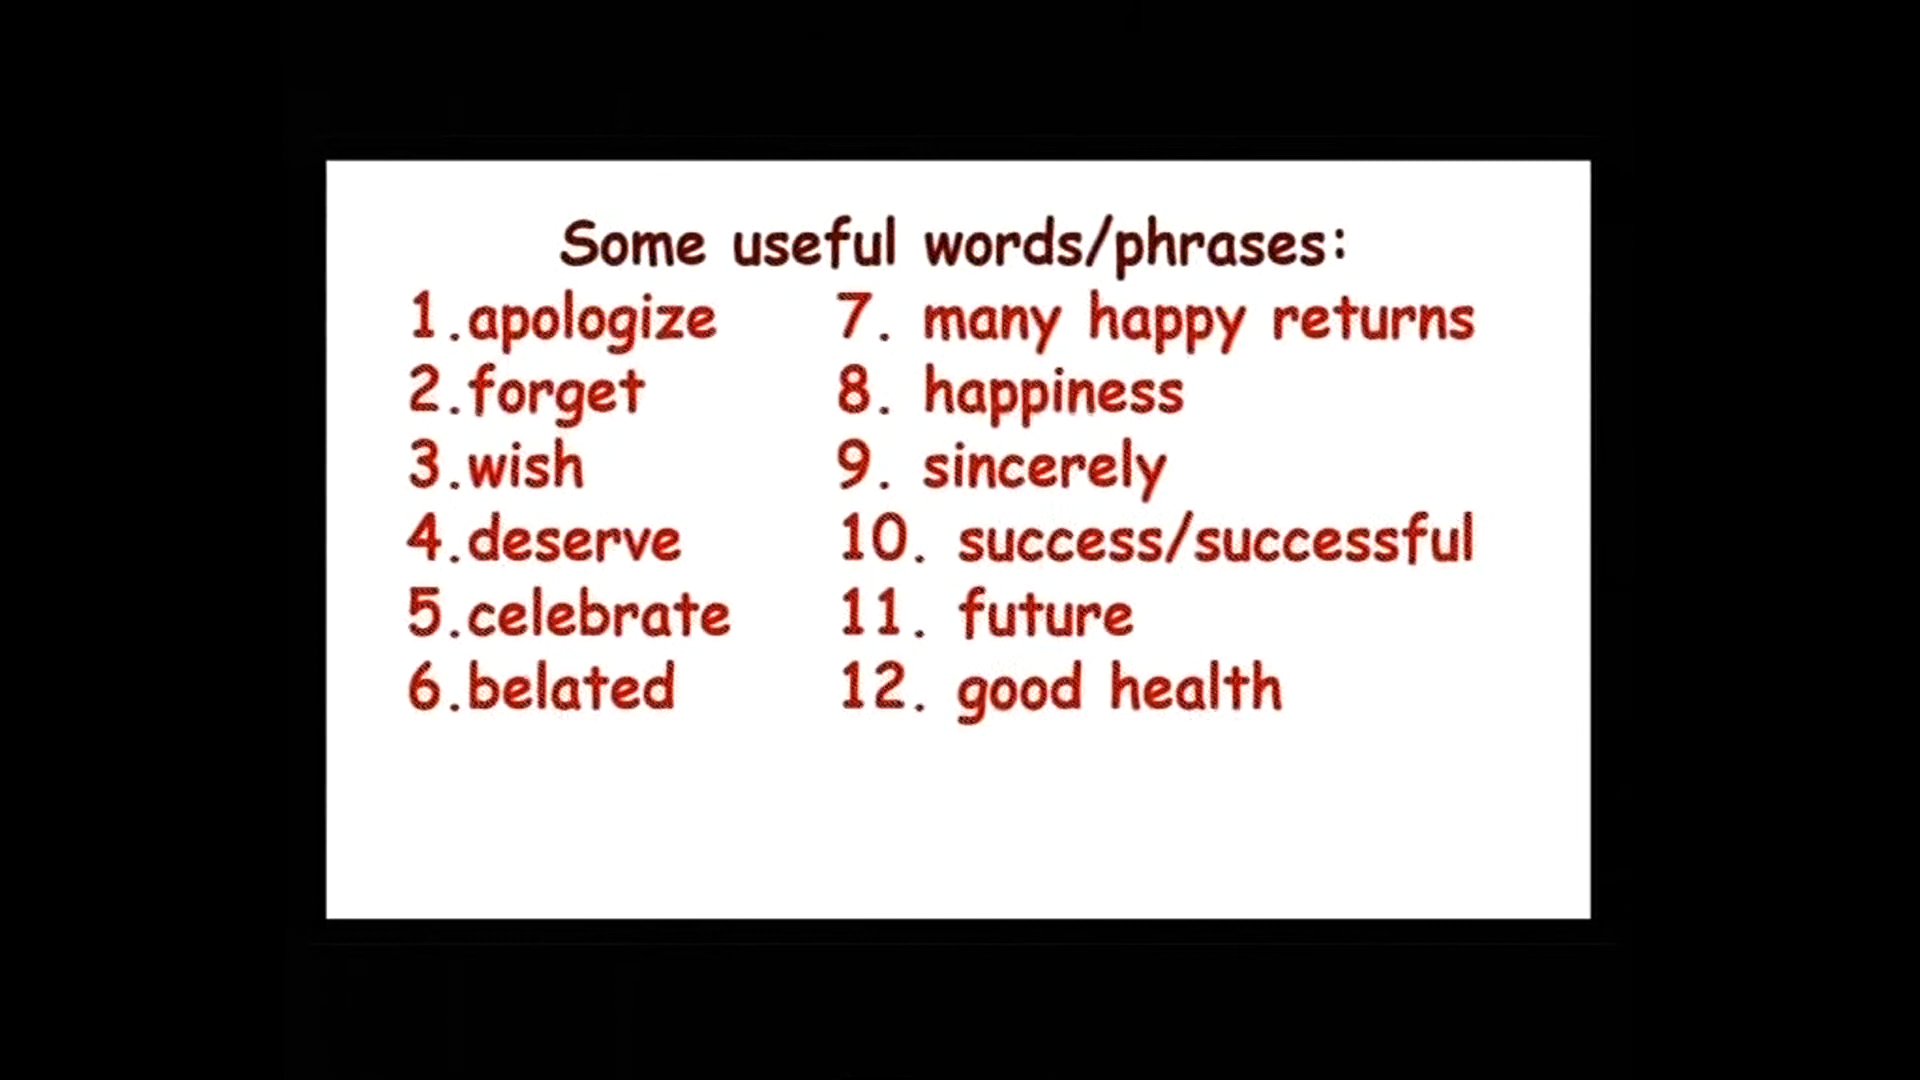 Some useful words/phrases:
1.apologize
2.forget
3.wish
4.deserve
5.celebrate
6.belated
7. many happy returns
8. happiness
9. sincerely
10. success/successful
11. future
12. good health